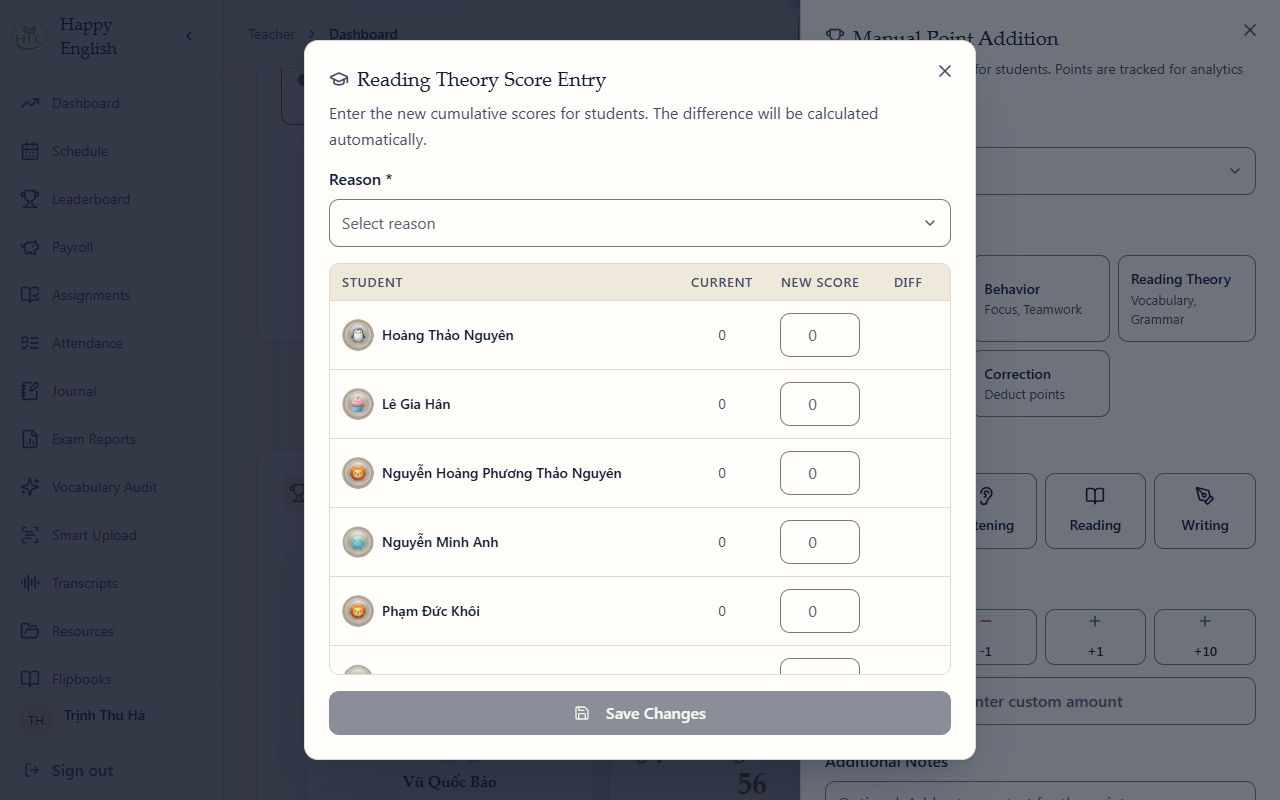 Happy
English
Teacher
Dashboard
Dashboard
Schedule
Leaderboard
Payroll
Assignments
Attendance
Journal
Exam Reports
Vocabulary Audit
Smart Upload
Transcripts
Resources
Flipbooks
TH
Trịnh Thu Hà
Sign out
Reading Theory Score Entry
Enter the new cumulative scores for students. The difference will be calculated
automatically.
Reason *
Select reason
STUDENT CURRENT NEW SCORE DIFF
Hoàng Thảo Nguyên 0 0
Lê Gia Hân 0 0
Nguyễn Hoàng Phương Thảo Nguyên 0 0
Nguyễn Minh Anh 0 0
Phạm Đức Khôi 0 0
Save Changes
Vũ Quốc Bảo
56
Manual Point Addition
for students. Points are tracked for analytics
Behavior
Focus, Teamwork
Reading Theory
Vocabulary,
Grammar
Correction
Deduct points
Reading
Writing
-1
+1
+10
custom amount
Additional Notes